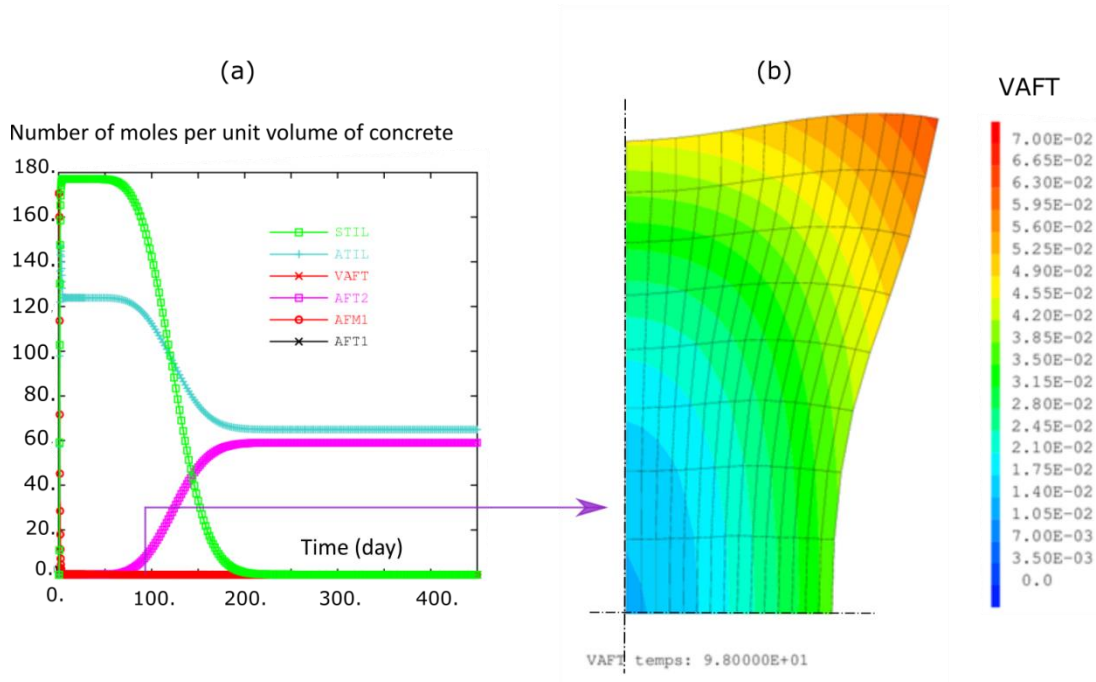 (a)
(b)
VAFT
Number of moles per unit volume of concrete
180.
160.
140.
120.
100.
80.
60.
40.
20.
0.
STIL
ATIL
VAFT
AFT2
AFM1
AFT1
Time (day)
0.
100.
200.
300.
400.
7.00E-02
6.65E-02
6.30E-02
5.95E-02
5.60E-02
5.25E-02
4.90E-02
4.55E-02
4.20E-02
3.85E-02
3.50E-02
3.15E-02
2.80E-02
2.45E-02
2.10E-02
1.75E-02
1.40E-02
1.05E-02
7.00E-03
3.50E-03
0.0
VAFT temps: 9.80000E+01